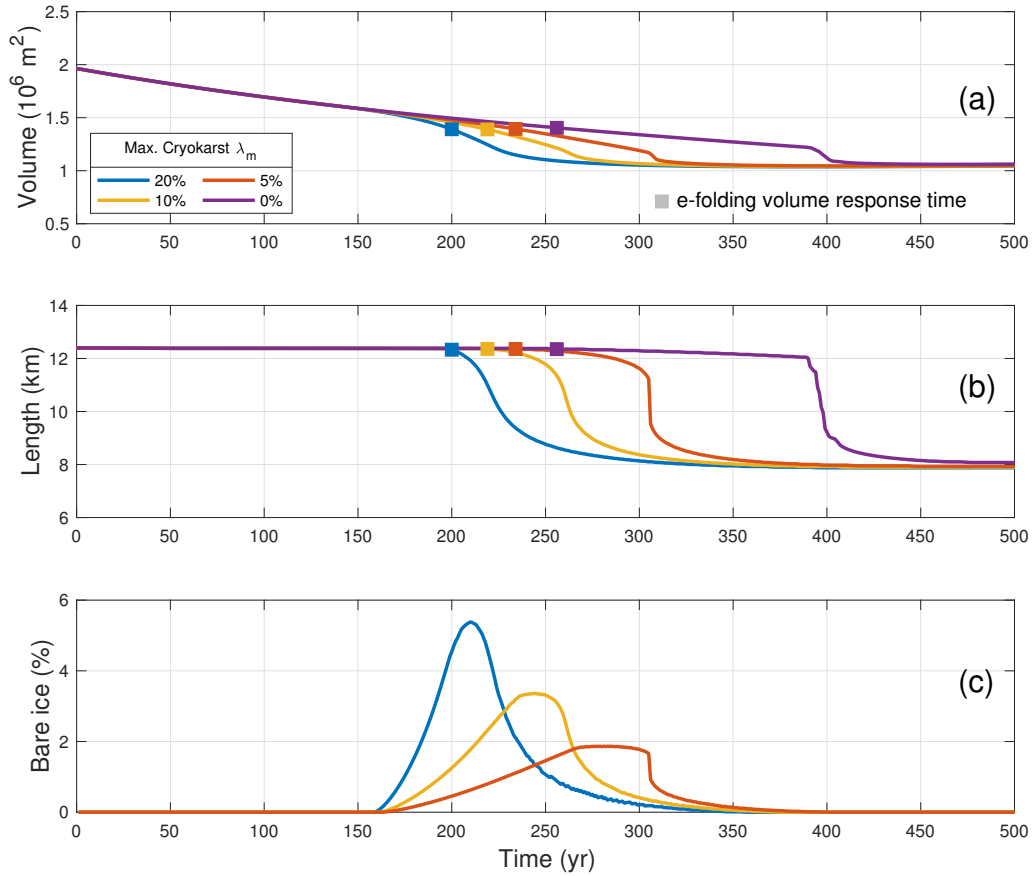 2.5
2
1.5
1
0.5
Volume (10^6 m^2)
(a)
Max. Cryokarst λ_m
20% 5%
10% 0%
e-folding volume response time
0 50 100 150 200 250 300 350 400 450 500
14
12
10
8
6
Length (km)
(b)
0 50 100 150 200 250 300 350 400 450 500
6
4
2
0
Bare ice (%)
(c)
0 50 100 150 200 250 300 350 400 450 500
Time (yr)